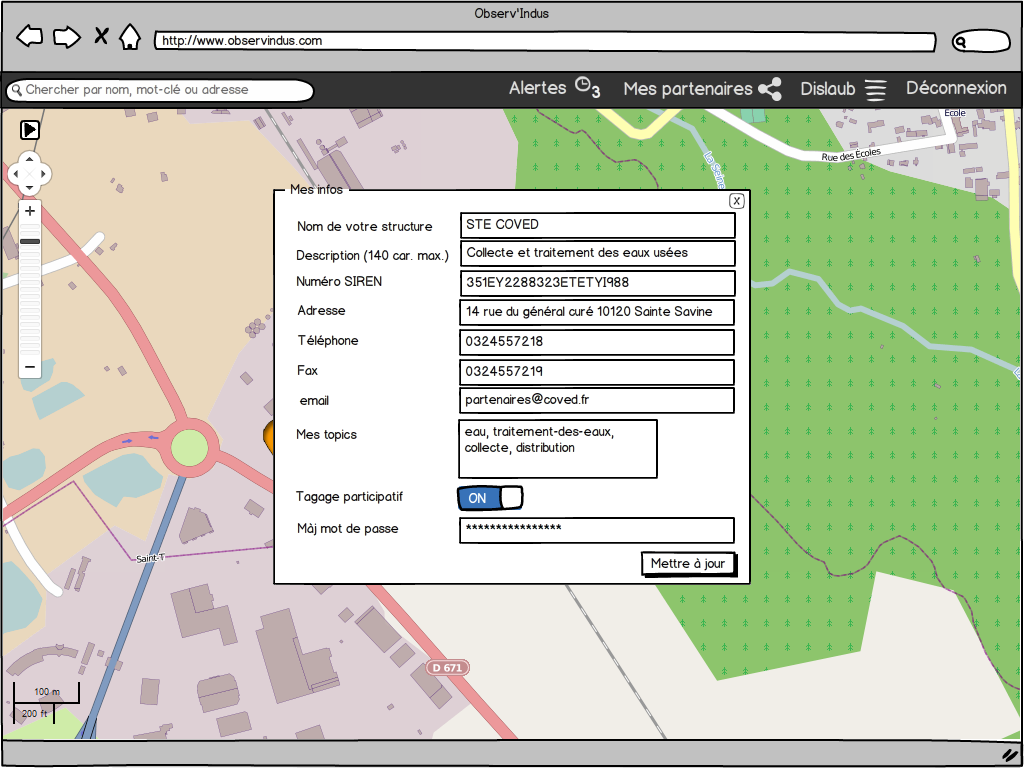 Observ'Indus
http://www.observindus.com
Chercher par nom, mot-clé ou adresse
Alertes 3 Mes partenaires Dislaub Déconnexion
École
Rue des Écoles
La Seine
Mes infos
X
Nom de votre structure STE COVED
Description (140 car. max.) Collecte et traitement des eaux usées
Numéro SIREN 351EY2288323ETETYI988
Adresse 14 rue du général curé 10120 Sainte Savine
Téléphone 0324557218
Fax 0324557219
email partenaires@coved.fr
Mes topics eau, traitement-des-eaux,
collecte, distribution
Tagage participatif ON
Màj mot de passe ****************
Mettre à jour
Saint-T
D 671
100 m
200 ft